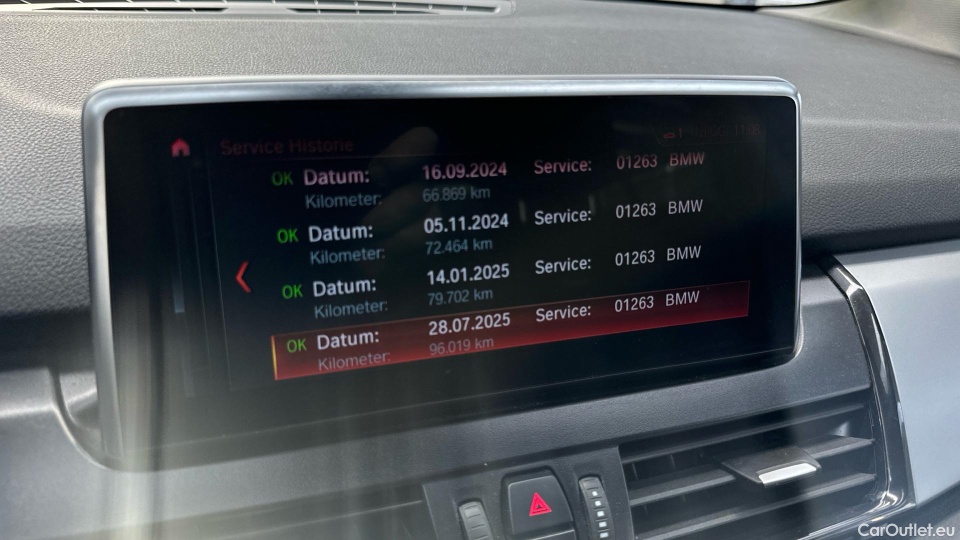 Service Historie
OK Datum: 16.09.2024 Service: 01263 BMW
Kilometer: 66.869 km
OK Datum: 05.11.2024 Service: 01263 BMW
Kilometer: 72.464 km
OK Datum: 14.01.2025 Service: 01263 BMW
Kilometer: 79.702 km
OK Datum: 28.07.2025 Service: 01263 BMW
Kilometer: 96.019 km
CarOutlet.eu